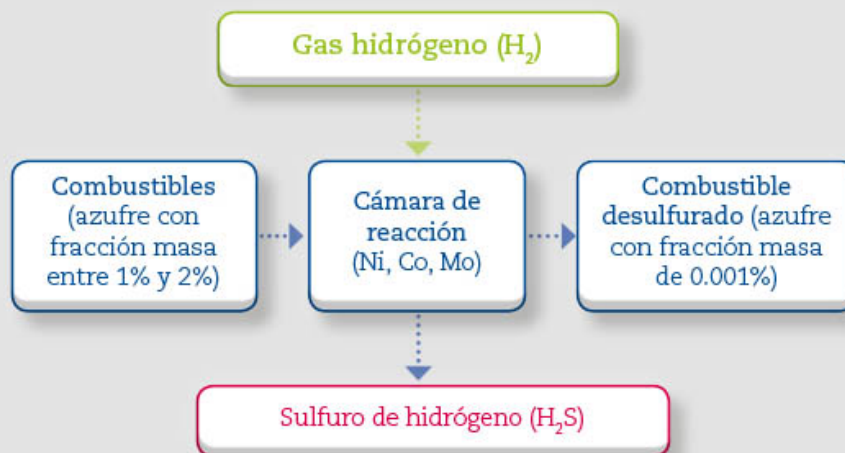 Gas hidrógeno (H₂)
Combustibles
(azufre con
fracción masa
entre 1% y 2%)
Cámara de
reacción
(Ni, Co, Mo)
Combustible
desulfurado (azufre
con fracción masa
de 0.001%)
Sulfuro de hidrógeno (H₂S)